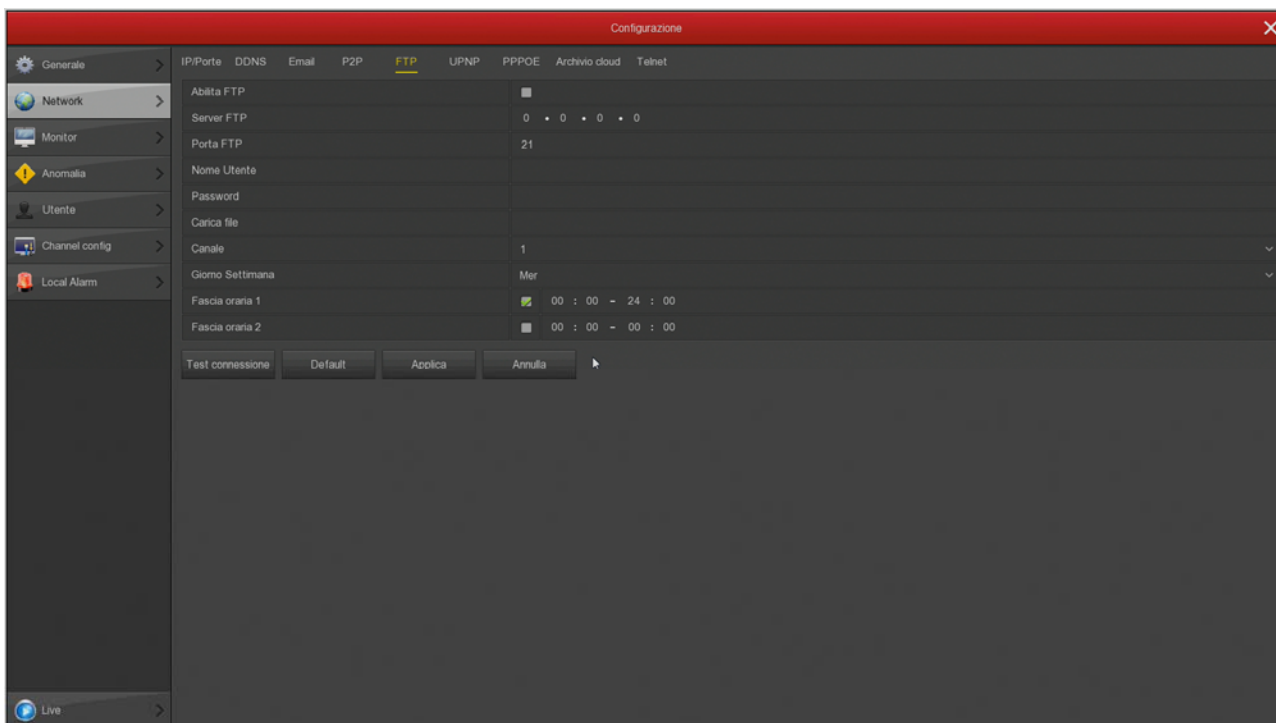 Configurazione
Generale
Network
Monitor
Anomalia
Utente
Channel config
Local Alarm
Live
IP/Porte DDNS Email P2P FTP UPNP PPPOE Archivio cloud Telnet
Abilita FTP
Server FTP 0 . 0 . 0 . 0
Porta FTP 21
Nome Utente
Password
Carica file
Canale 1
Giorno Settimana Mer
Fascia oraria 1 00 : 00 - 24 : 00
Fascia oraria 2 00 : 00 - 00 : 00
Test connessione Default Applica Annulla